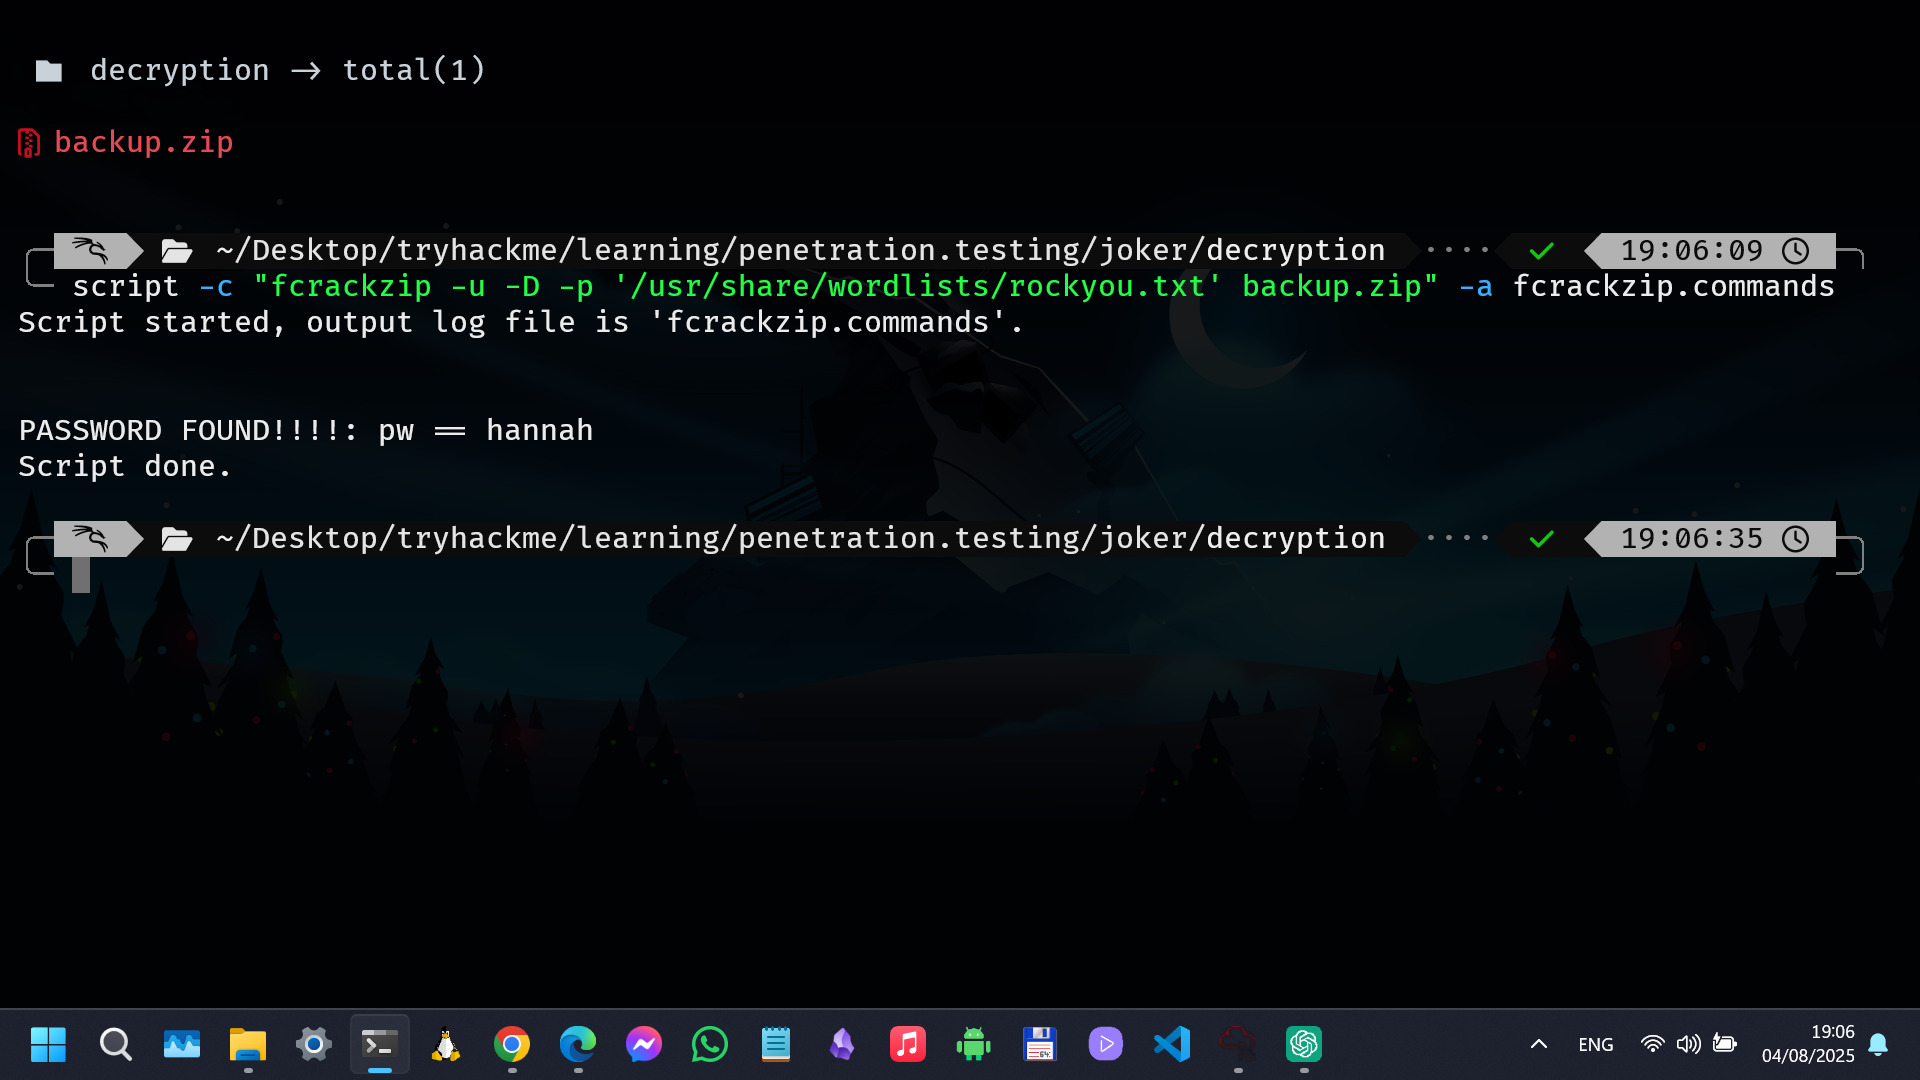 decryption → total(1)
backup.zip
~/Desktop/tryhackme/learning/penetration.testing/joker/decryption ···· ✓ 19:06:09
script -c "fcrackzip -u -D -p '/usr/share/wordlists/rockyou.txt' backup.zip" -a fcrackzip.commands
Script started, output log file is 'fcrackzip.commands'.
PASSWORD FOUND!!!!: pw == hannah
Script done.
~/Desktop/tryhackme/learning/penetration.testing/joker/decryption ···· ✓ 19:06:35
64
ENG
19:06
04/08/2025